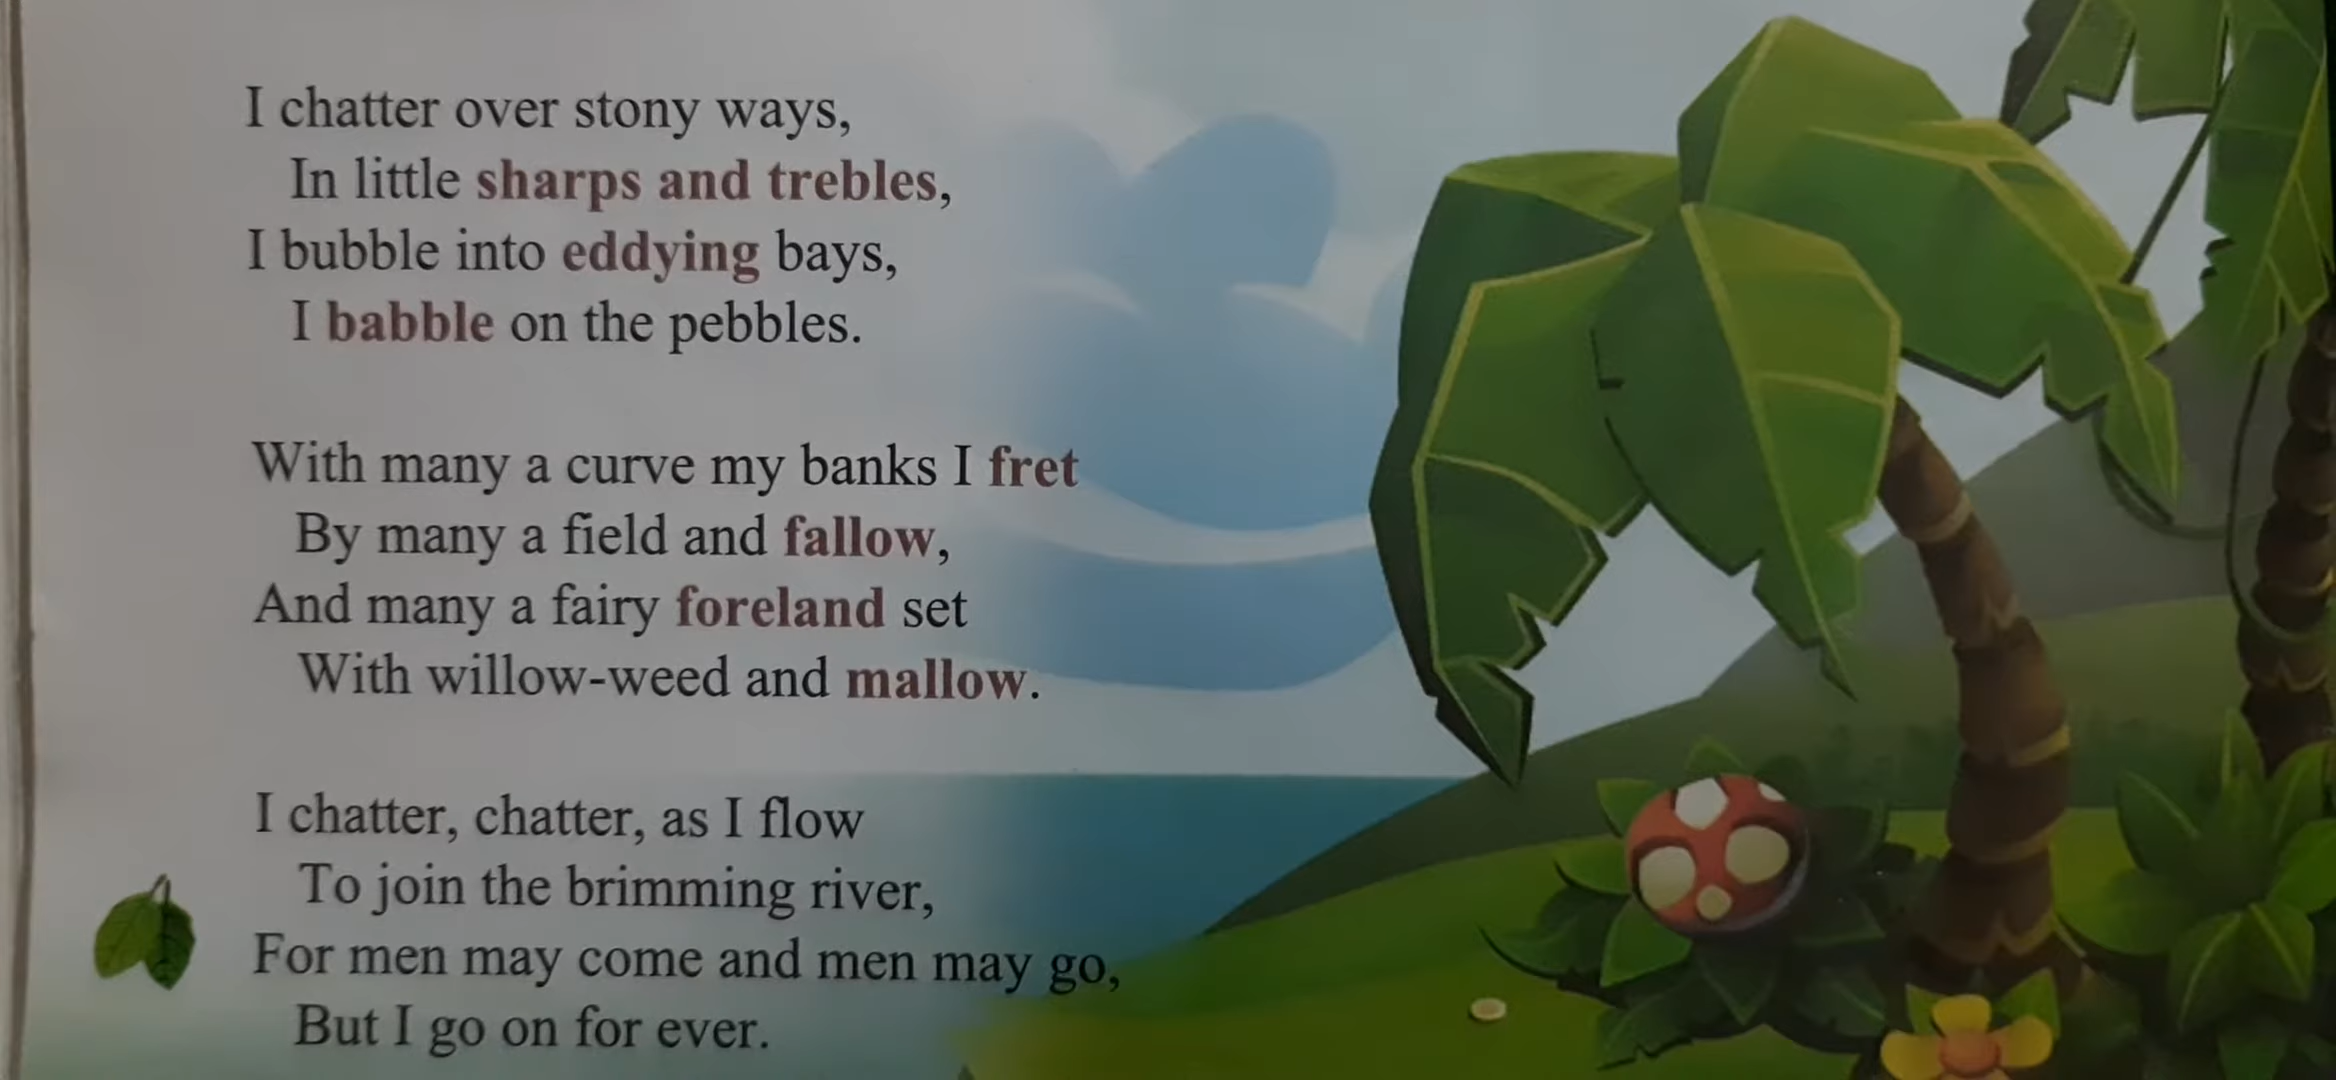 I chatter over stony ways,
In little sharps and trebles,
I bubble into eddying bays,
I babble on the pebbles.
With many a curve my banks I fret
By many a field and fallow,
And many a fairy foreland set
With willow-weed and mallow.
I chatter, chatter, as I flow
To join the brimming river,
For men may come and men may go,
But I go on for ever.